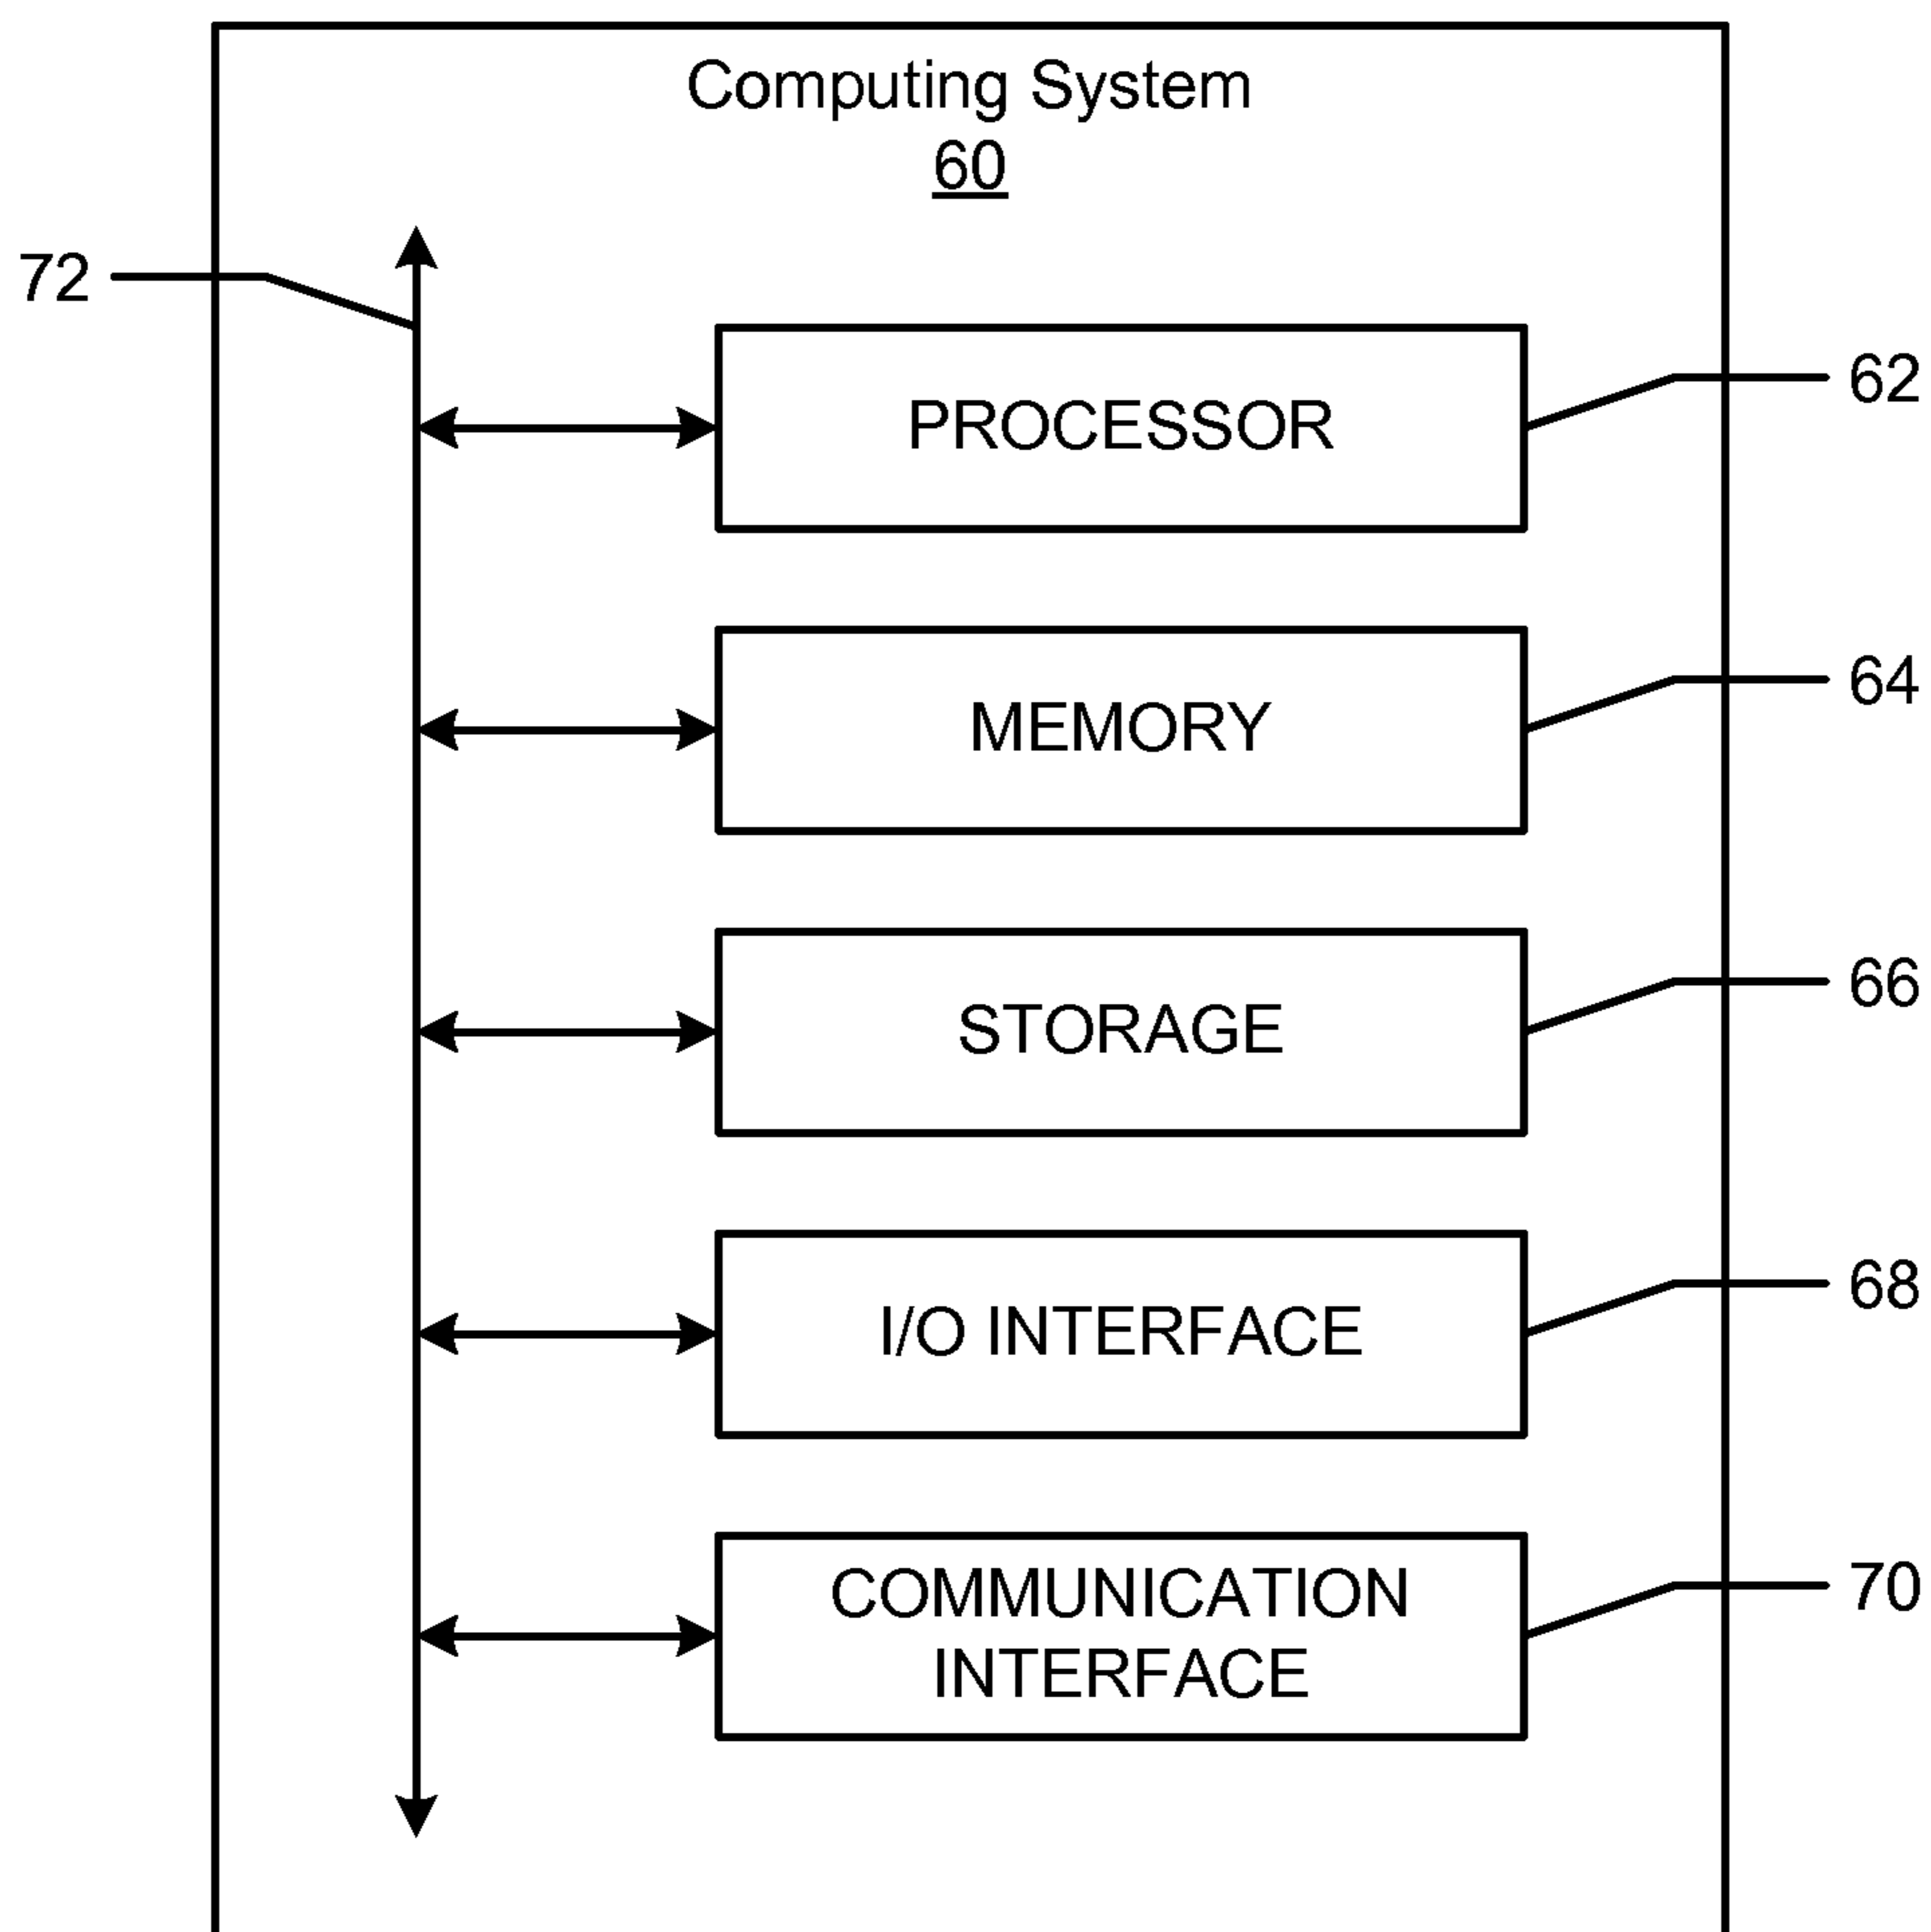 Computing System
60
72
PROCESSOR
62
MEMORY
64
STORAGE
66
I/O INTERFACE
68
COMMUNICATION
INTERFACE
70